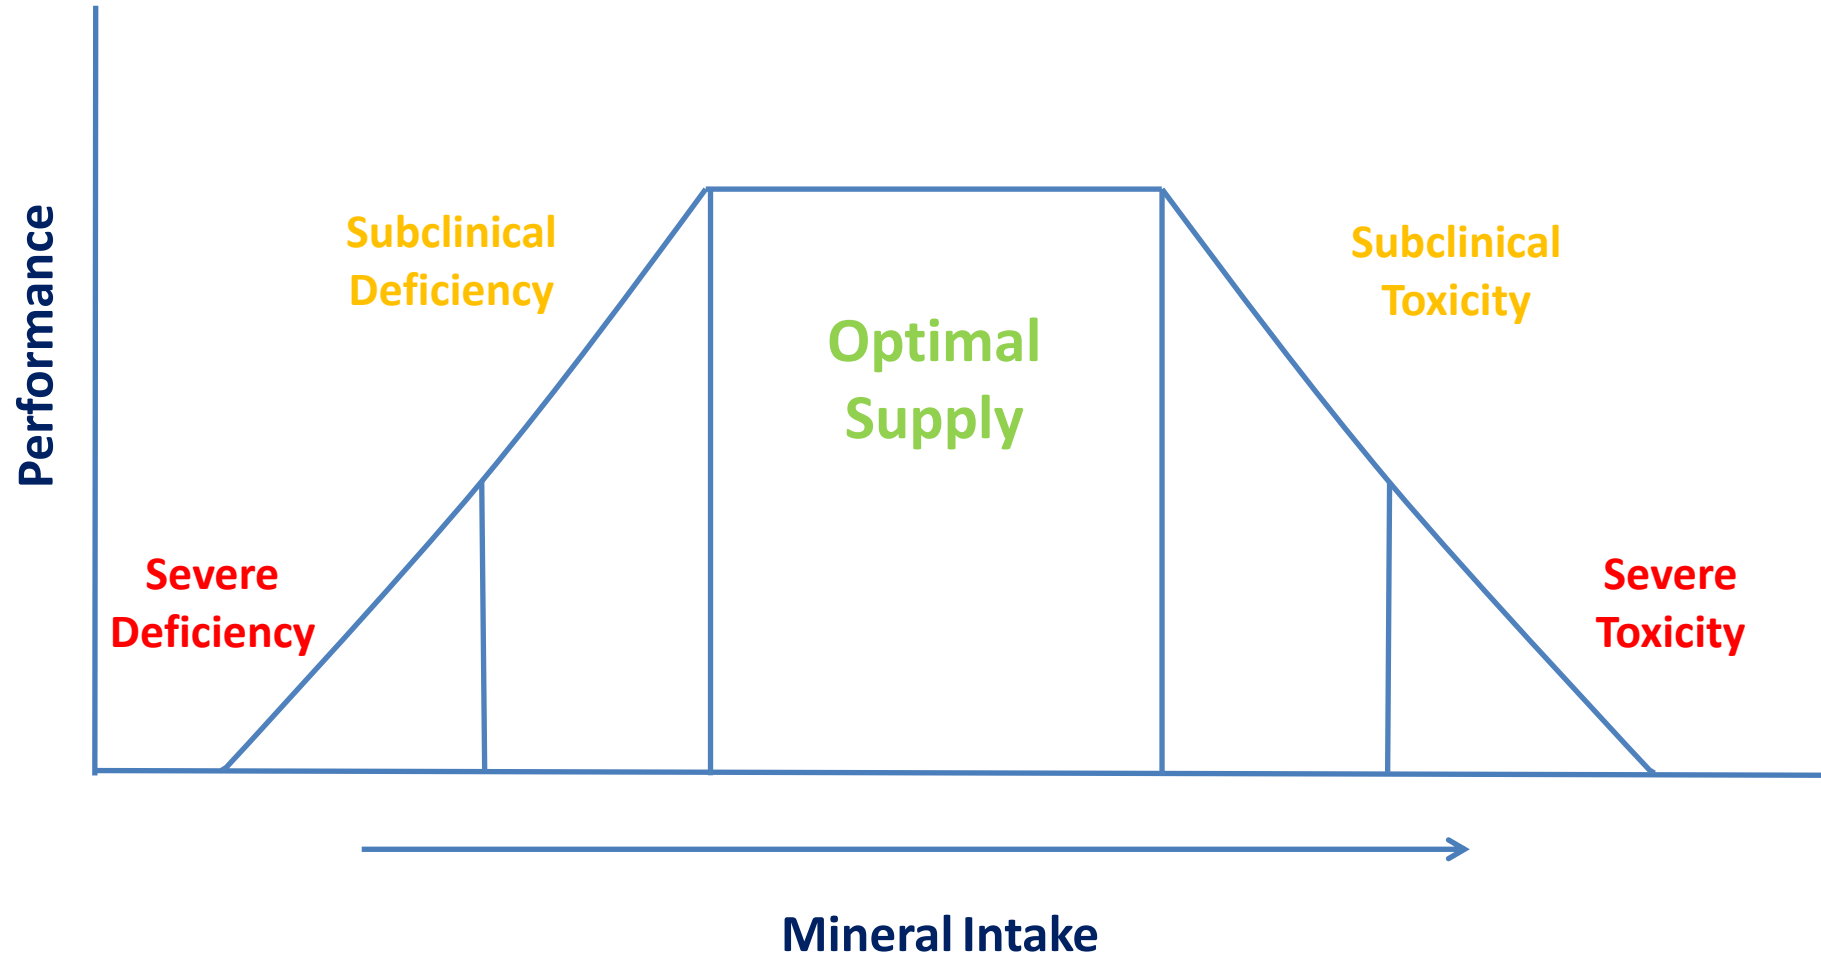 Performance
Subclinical
Deficiency
Severe
Deficiency
Optimal
Supply
Subclinical
Toxicity
Severe
Toxicity
Mineral Intake